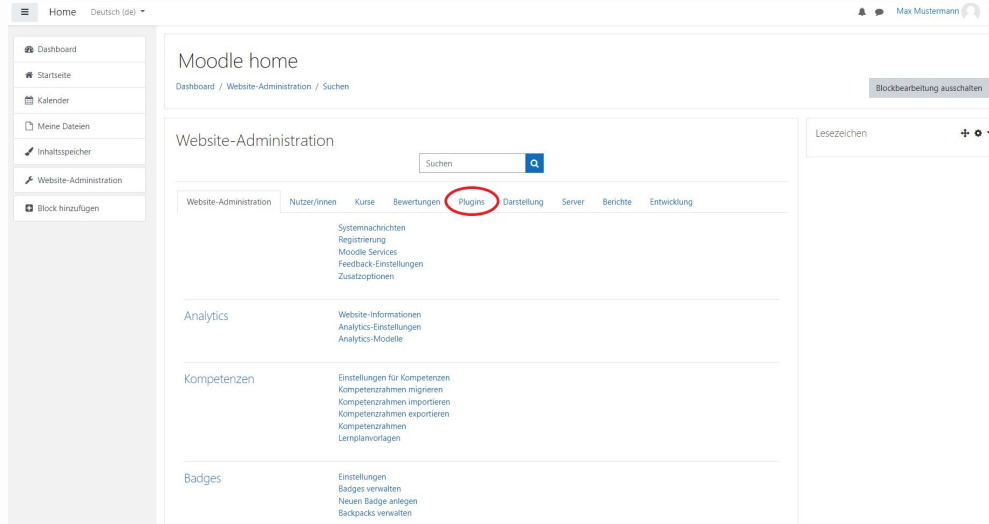 Home Deutsch (de) Max Mustermann
Dashboard
Startseite
Kalender
Meine Dateien
Inhaltsspeicher
Website-Administration
Block hinzufügen
Moodle home
Dashboard / Website-Administration / Suchen
Blockbearbeitung ausschalten
Website-Administration
Suchen
Website-Administration Nutzer/innen Kurse Bewertungen Plugins Darstellung Server Berichte Entwicklung
Systemnachrichten
Registrierung
Moodle Services
Feedback-Einstellungen
Zusatzoptionen
Analytics
Website-Informationen
Analytics-Einstellungen
Analytics-Modelle
Kompetenzen
Einstellungen für Kompetenzen
Kompetenzrahmen migrieren
Kompetenzrahmen importieren
Kompetenzrahmen exportieren
Kompetenzrahmen
Lernplanvorlagen
Badges
Einstellungen
Badges verwalten
Neuen Badge anlegen
Backpacks verwalten
Lesezeichen